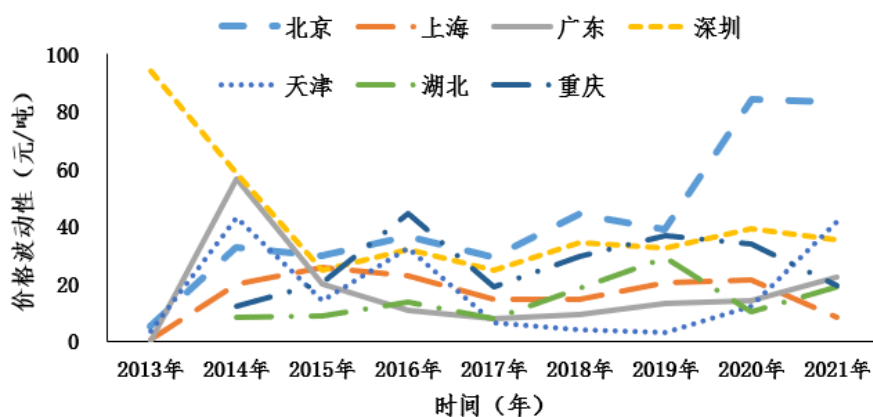 北京 上海 广东 深圳
天津 湖北 重庆
价格波动性（元/吨）
100
80
60
40
20
0
2013年 2014年 2015年 2016年 2017年 2018年 2019年 2020年 2021年
时间（年）